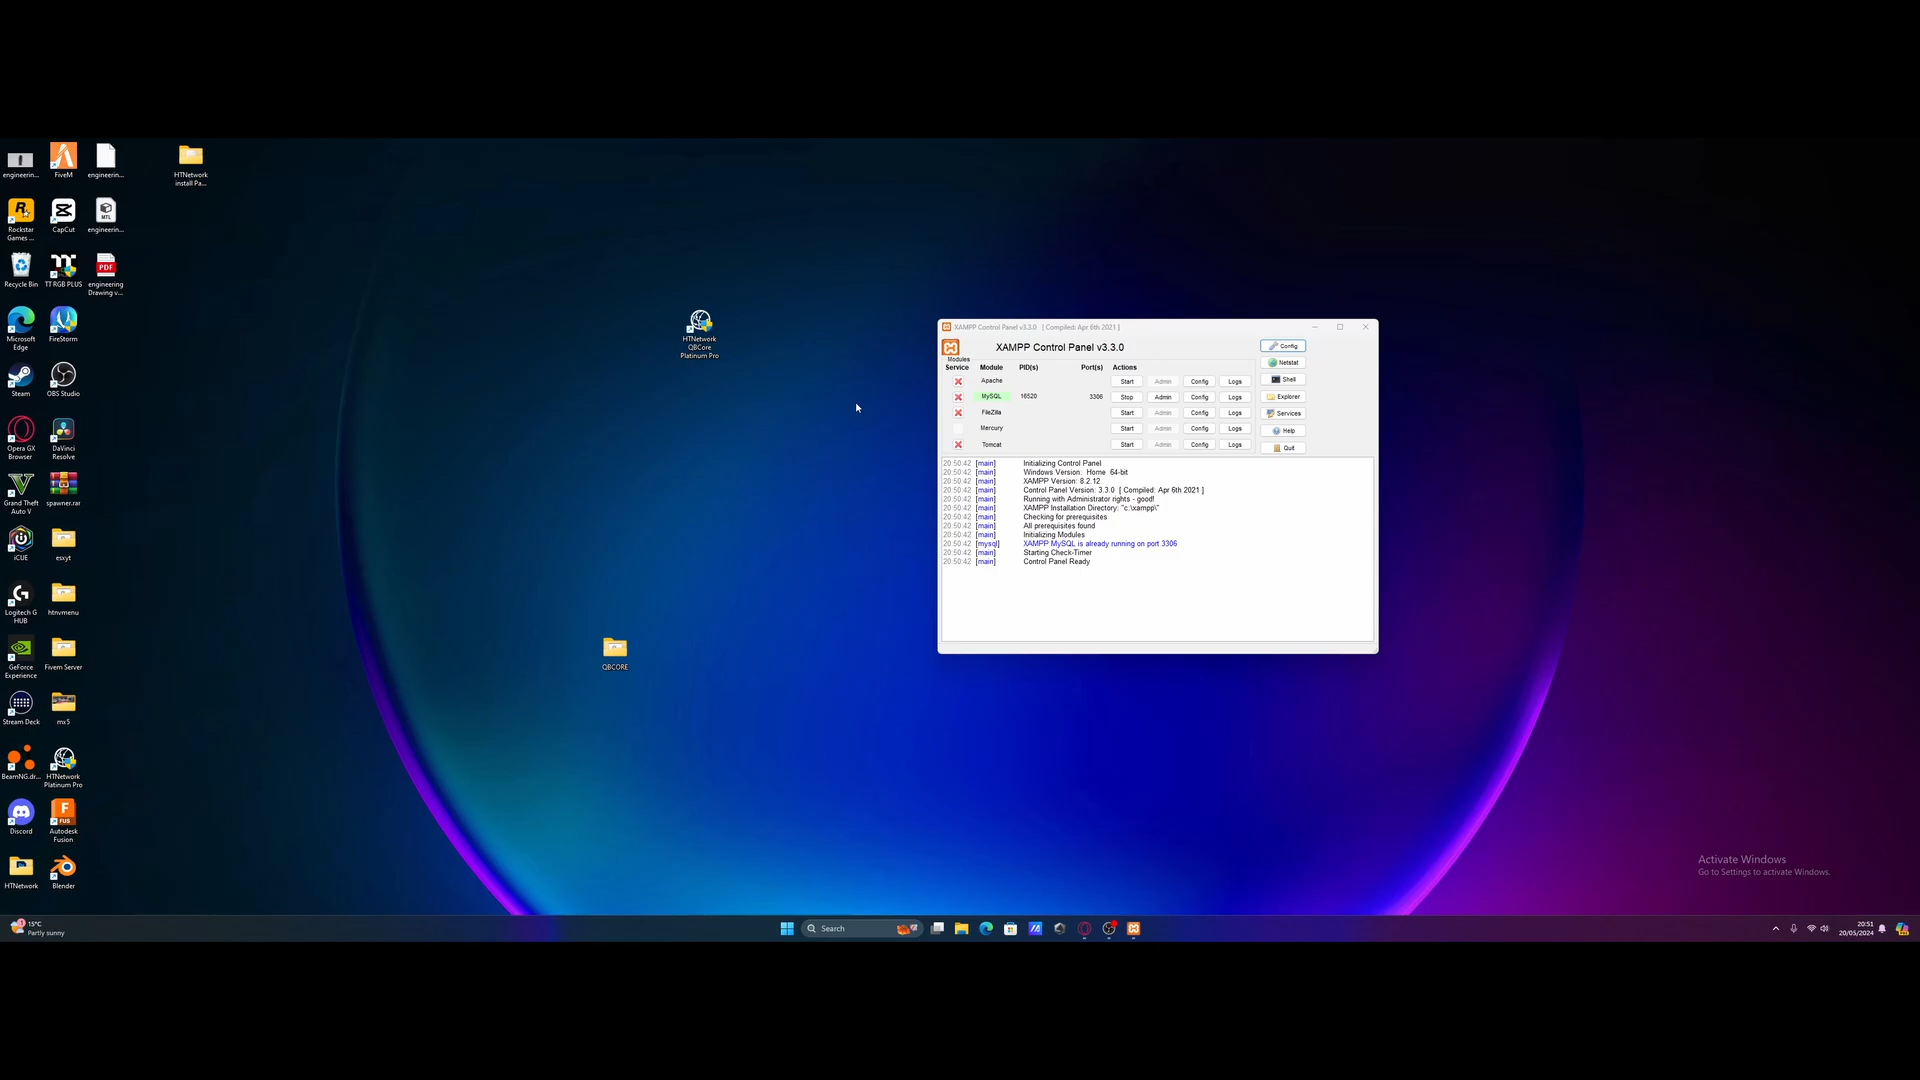 engineerin...
FiveM
engineerin...
HTNetwork
install Pa...
Rockstar
Games ...
CapCut
MTL
engineerin...
Recycle Bin
TT RGB PLUS
PDF
engineering
Drawing v...
Microsoft
Edge
FireStorm
Steam
OBS Studio
Opera GX
Browser
DaVinci
Resolve
Grand Theft
Auto V
spawner.rar
iCUE
esxyt
Logitech G
HUB
htnvmenu
GeForce
Experience
Fivem Server
Stream Deck
mx5
BeamNG.dr...
HTNetwork
Platinum Pro
Discord
Autodesk
Fusion
HTNetwork
Blender
HTNetwork
QBCore
Platinum Pro
QBCORE
XAMPP Control Panel v3.3.0 [ Compiled: Apr 6th 2021 ]
XAMPP Control Panel v3.3.0
Config
Modules
Service Module PID(s) Port(s) Actions
Netstat
Apache Start Admin Config Logs
Shell
MySQL 16520 3306 Stop Admin Config Logs
Explorer
FileZilla Start Admin Config Logs
Services
Mercury Start Admin Config Logs
Help
Tomcat Start Admin Config Logs
Quit
20:50:42 [main] Initializing Control Panel
20:50:42 [main] Windows Version: Home 64-bit
20:50:42 [main] XAMPP Version: 8.2.12
20:50:42 [main] Control Panel Version: 3.3.0 [ Compiled: Apr 6th 2021 ]
20:50:42 [main] Running with Administrator rights - good!
20:50:42 [main] XAMPP Installation Directory: "c:\xampp\"
20:50:42 [main] Checking for prerequisites
20:50:42 [main] All prerequisites found
20:50:42 [main] Initializing Modules
20:50:42 [mysql] XAMPP MySQL is already running on port 3306
20:50:42 [main] Starting Check-Timer
20:50:42 [main] Control Panel Ready
Activate Windows
Go to Settings to activate Windows.
15°C
Partly sunny
Search
20:51
20/05/2024